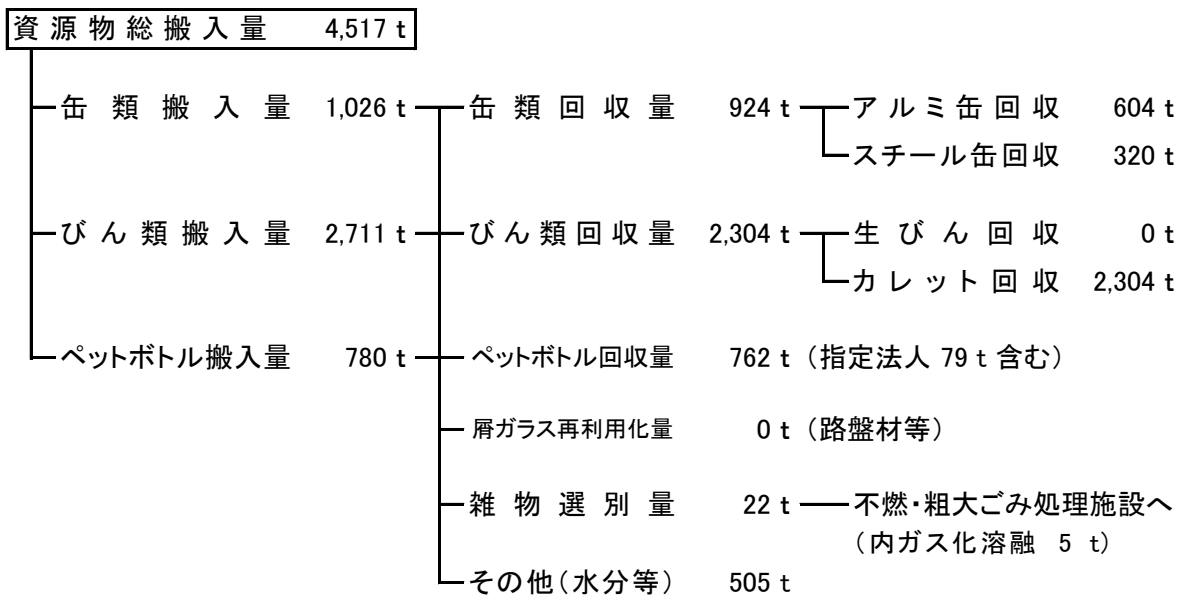 資源物総搬入量 4,517 t
缶類搬入量 1,026 t 缶類回収量 924 t アルミ缶回収 604 t
スチール缶回収 320 t
びん類搬入量 2,711 t びん類回収量 2,304 t 生びん回収 0 t
カレット回収 2,304 t
ペットボトル搬入量 780 t ペットボトル回収量 762 t（指定法人 79 t 含む）
屑ガラス再利用化量 0 t（路盤材等）
雑物選別量 22 t 不燃・粗大ごみ処理施設へ
（内ガス化溶融 5 t）
その他（水分等） 505 t